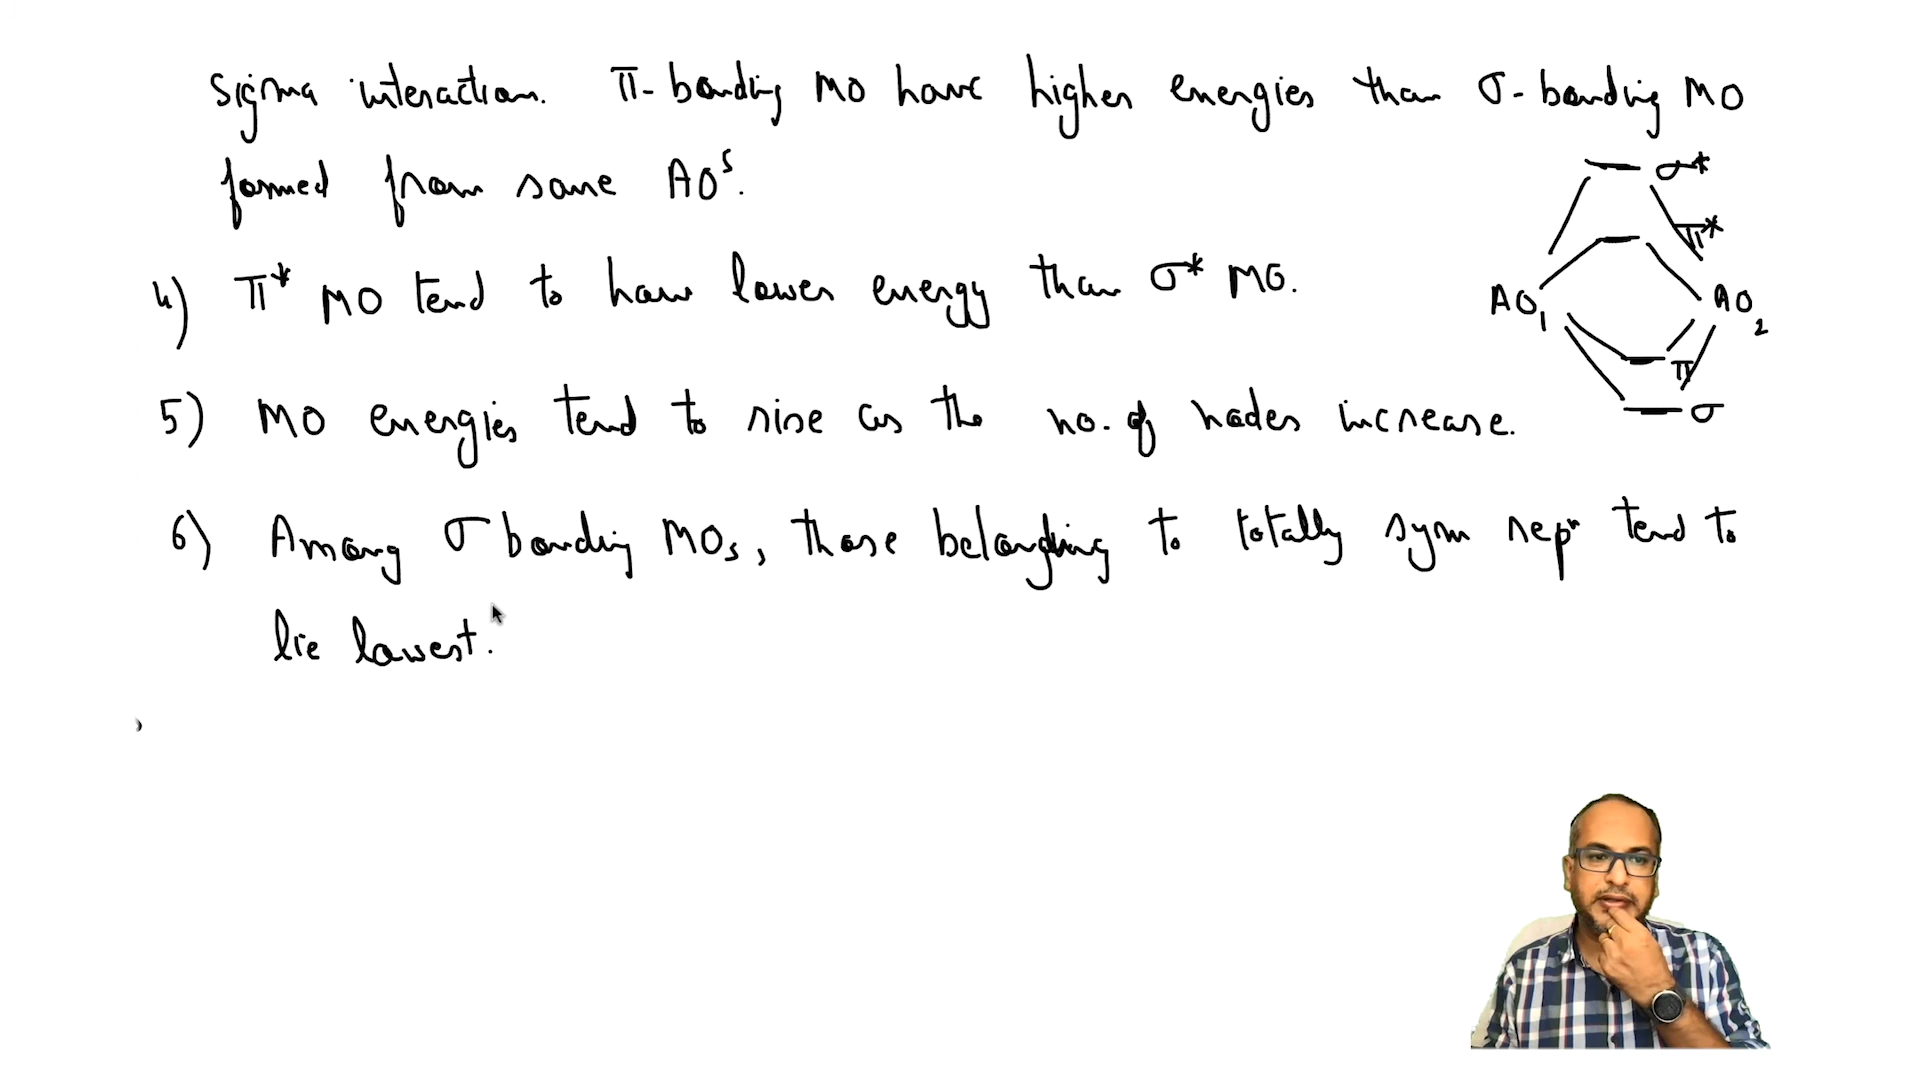 sigma interaction. π-bonding MO have higher energies than σ-bonding MO
formed from same AOˢ.
4) π* MO tend to have lower energy than σ* MO.
5) MO energies tend to rise as the no. of nodes increase.
6) Among σ bonding MOs, those belonging to totally sym repⁿ tend to
lie lowest.
σ*
π*
AO₁ AO₂
π
σ